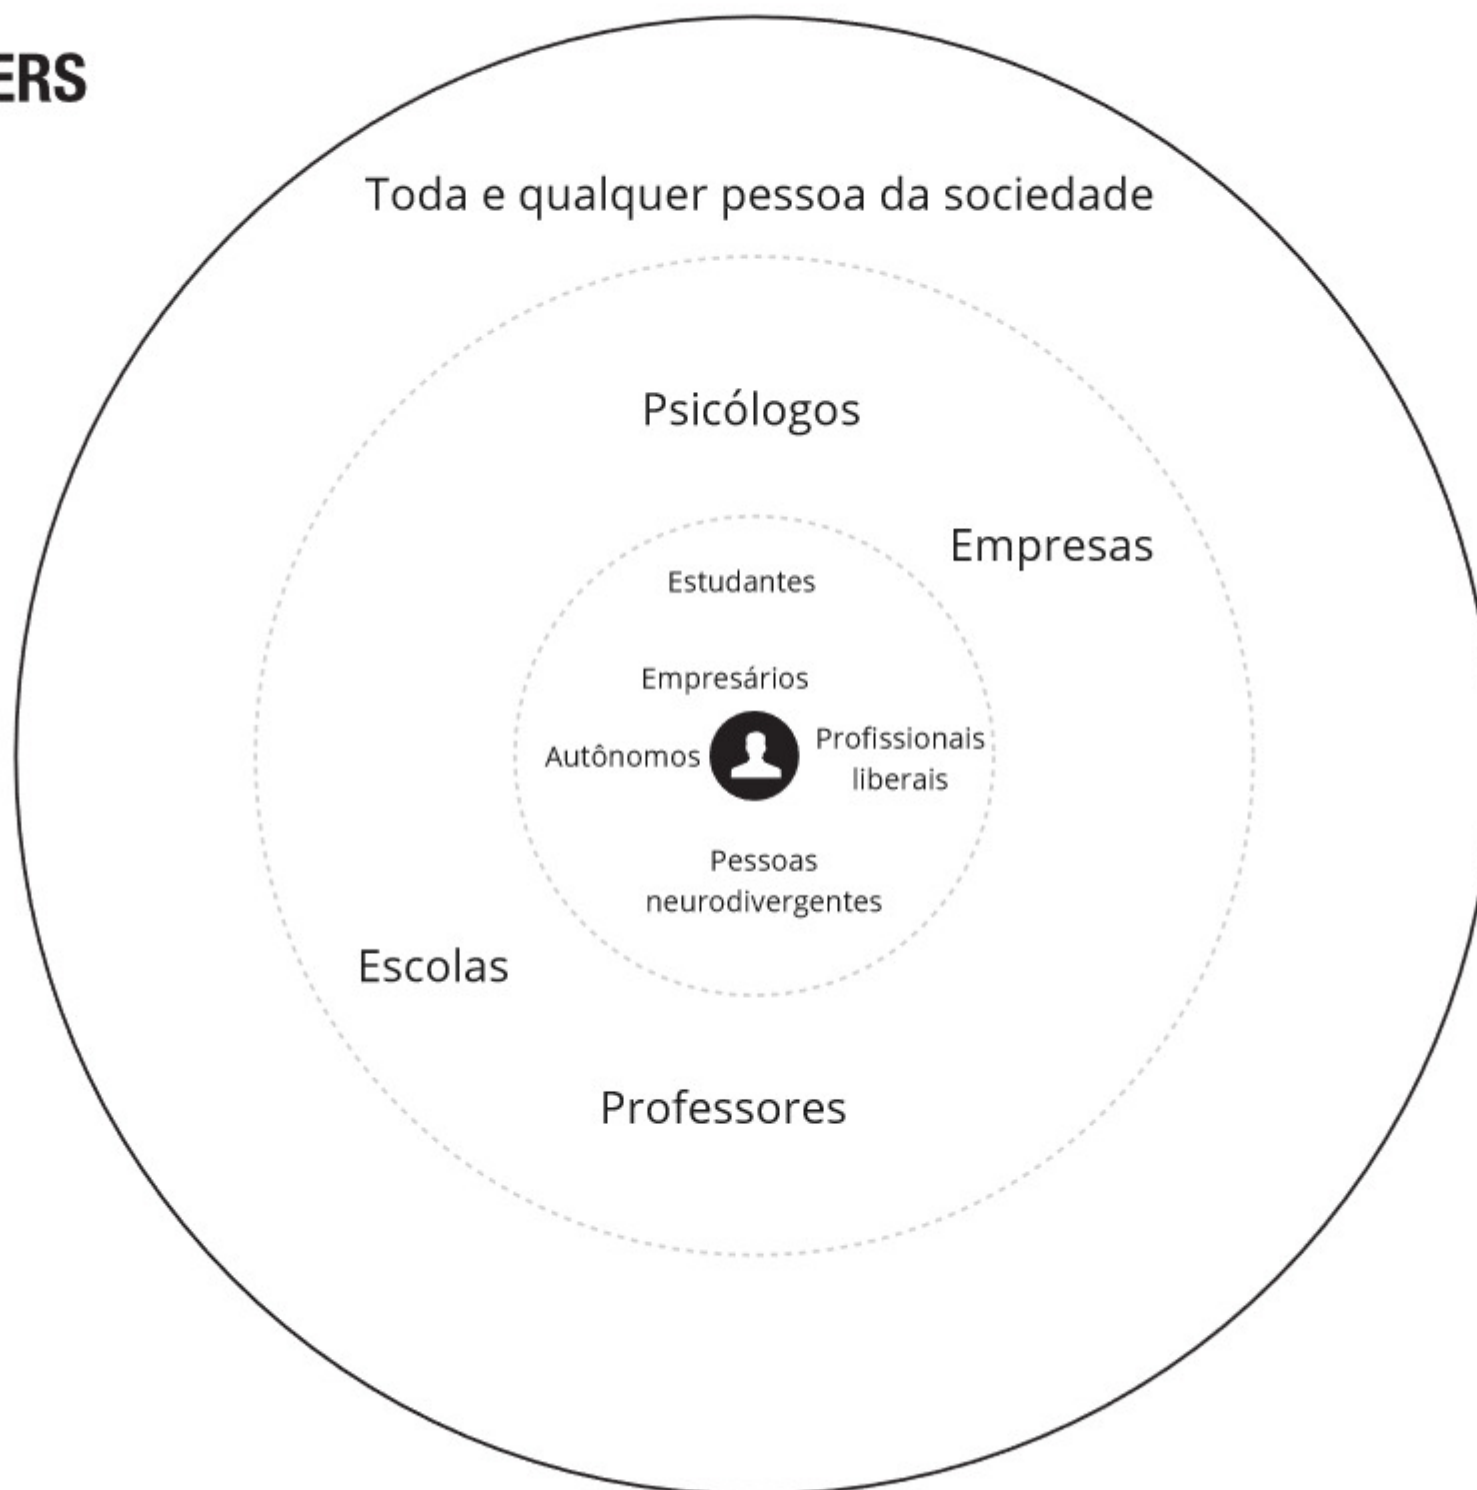 ERS
Toda e qualquer pessoa da sociedade
Psicólogos
Empresas
Estudantes
Empresários
Autônomos
Profissionais
liberais
Pessoas
neurodivergentes
Escolas
Professores